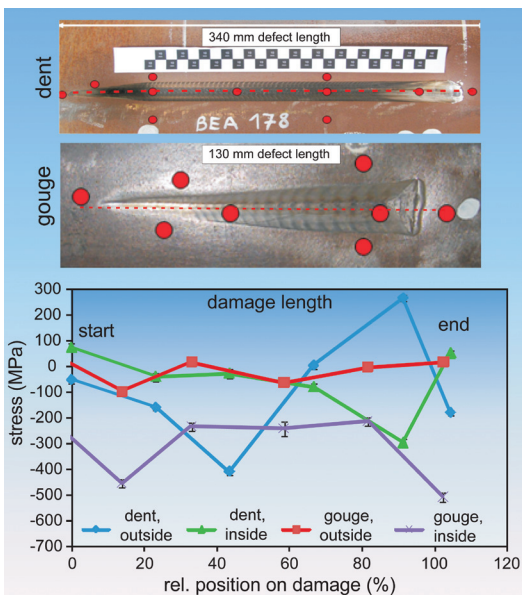 340 mm defect length
dent
BEA 178
130 mm defect length
gouge
damage length
start
end
stress (MPa)
300
200
100
0
-100
-200
-300
-400
-500
-600
-700
dent, outside
dent, inside
gouge, outside
gouge, inside
0 20 40 60 80 100 120
rel. position on damage (%)